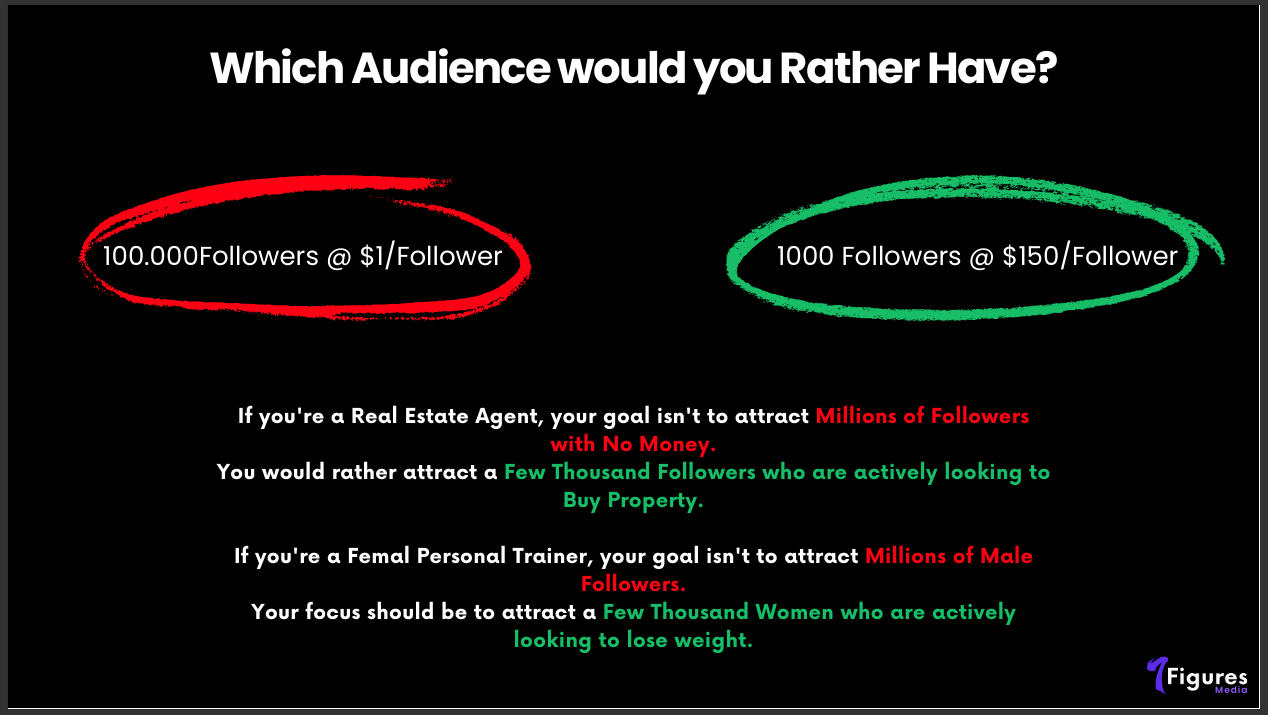 Which Audience would you Rather Have?
100.000Followers @ $1/Follower
1000 Followers @ $150/Follower
If you're a Real Estate Agent, your goal isn't to attract Millions of Followers
with No Money.
You would rather attract a Few Thousand Followers who are actively looking to
Buy Property.
If you're a Femal Personal Trainer, your goal isn't to attract Millions of Male
Followers.
Your focus should be to attract a Few Thousand Women who are actively
looking to lose weight.
7Figures
Media